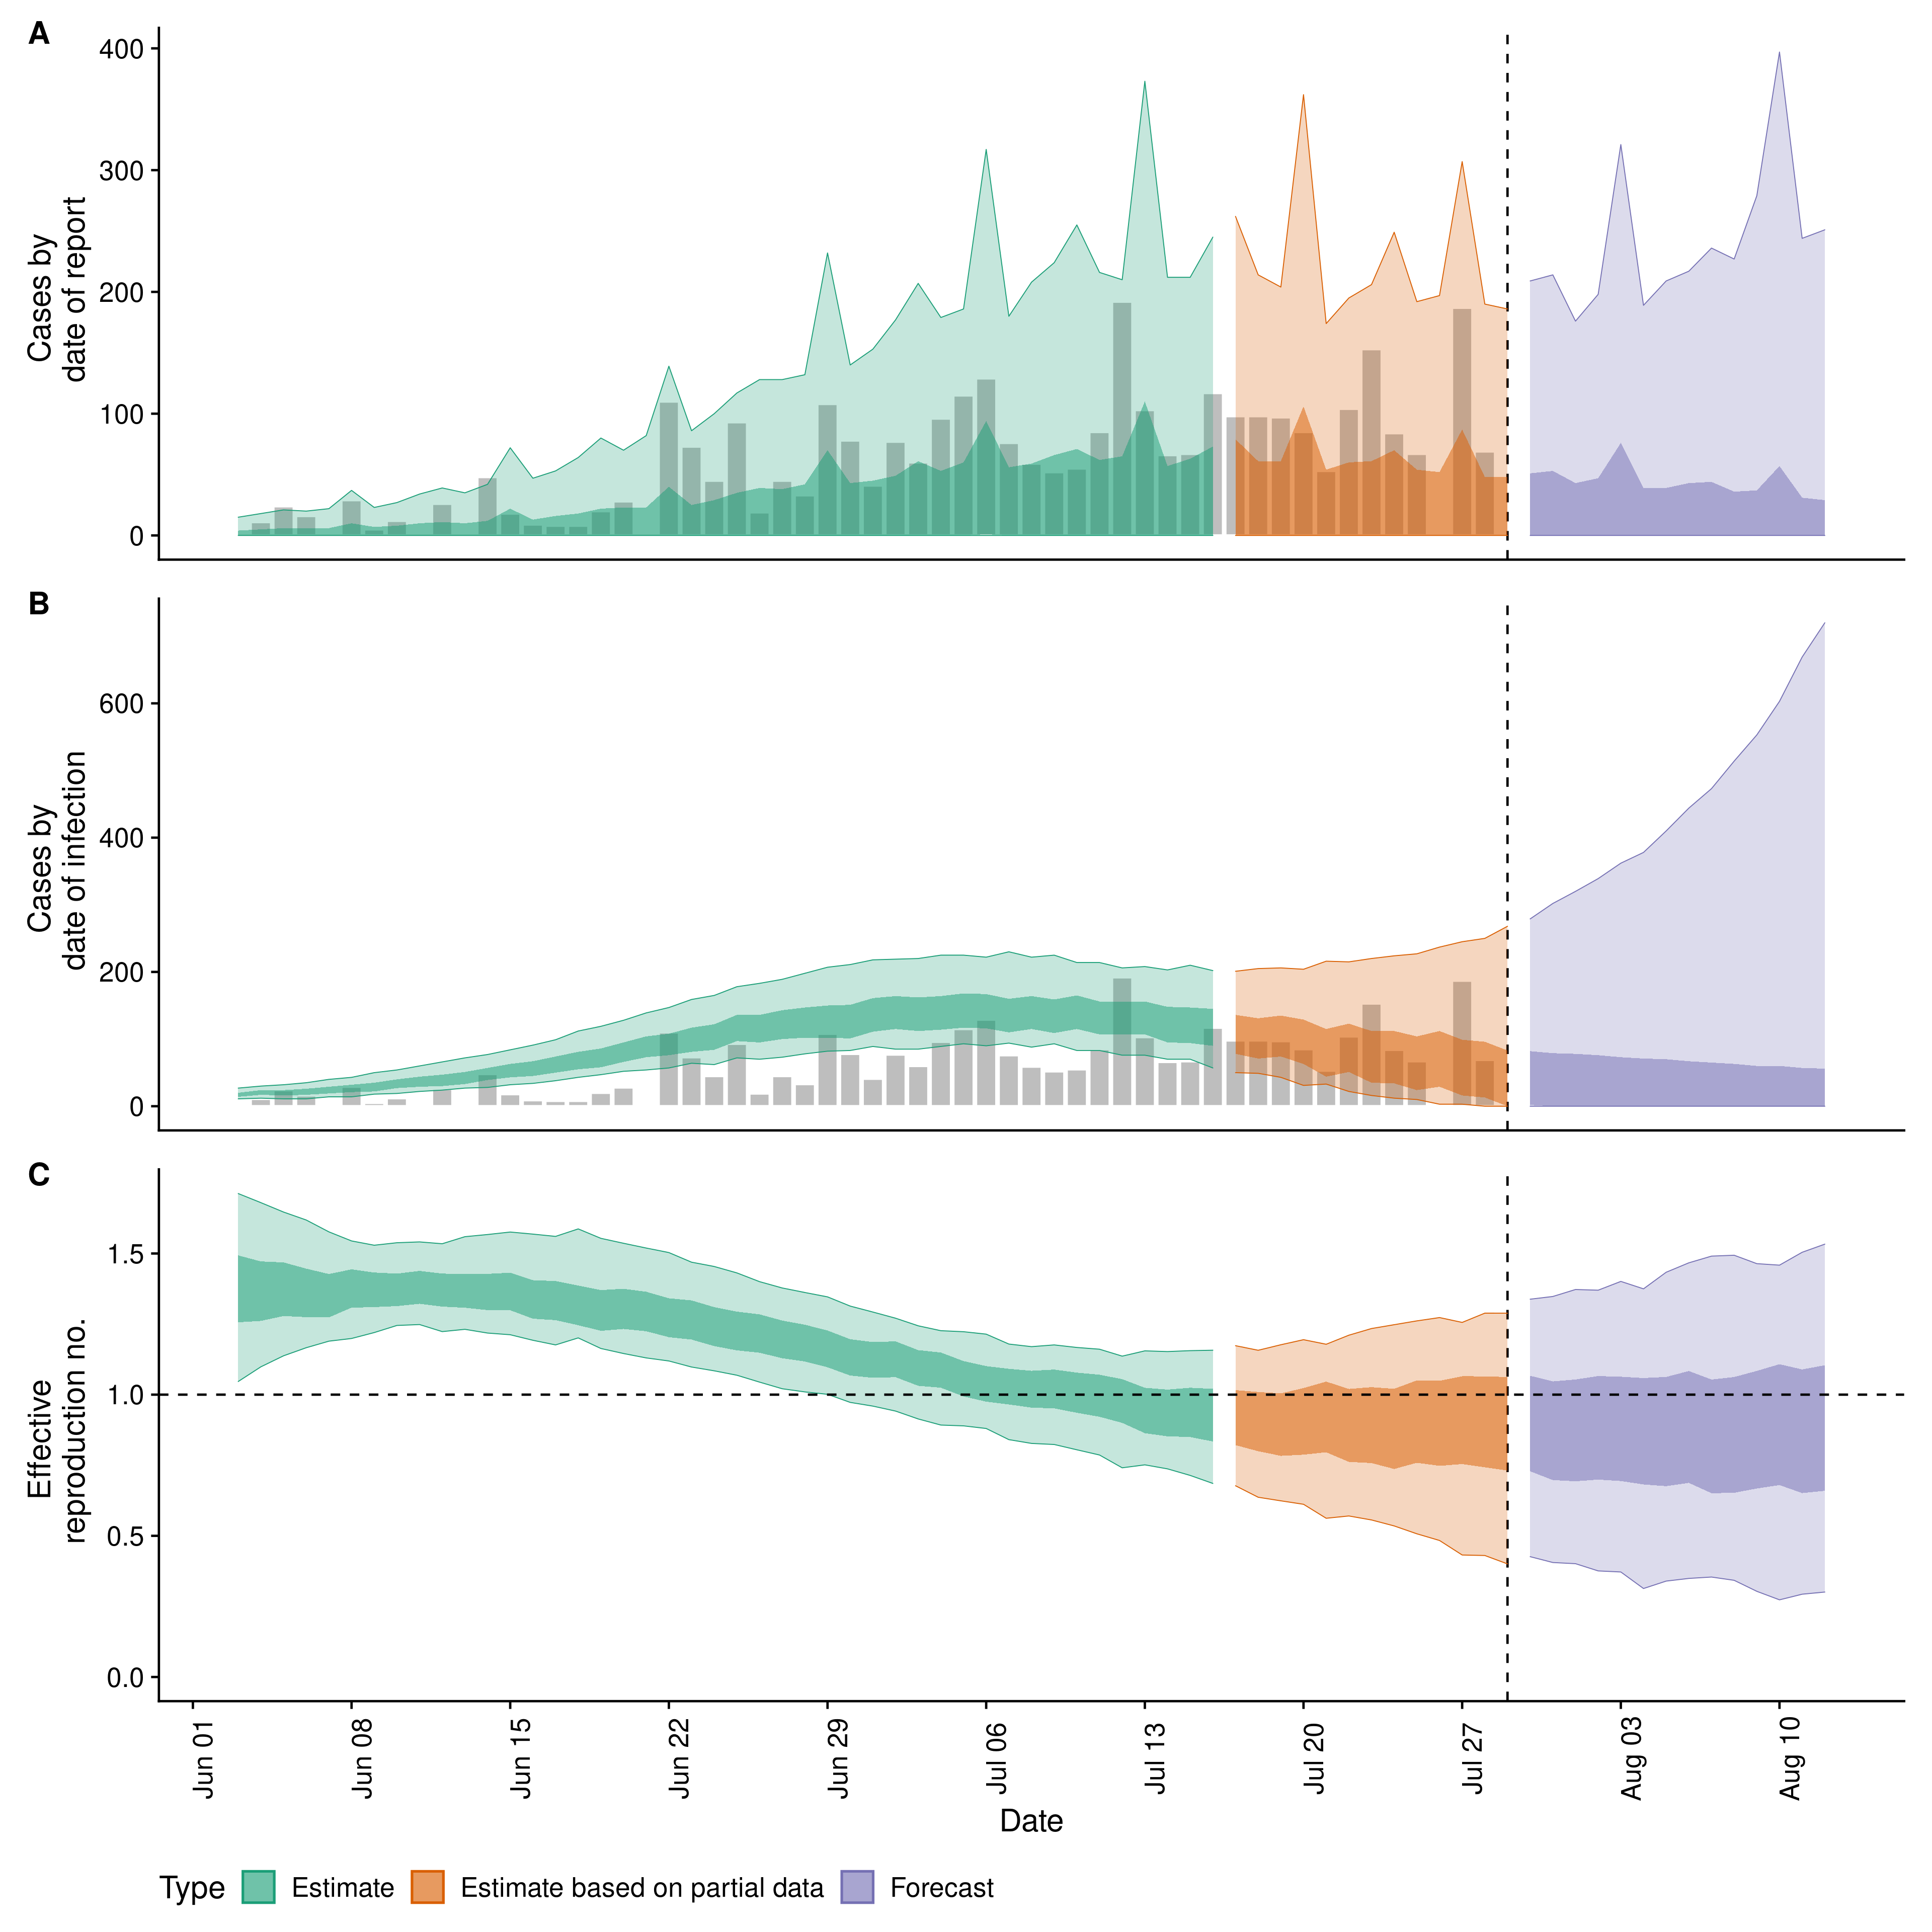 A
400
300
200
100
0
Cases by
date of report
B
600
400
200
0
Cases by
date of infection
C
1.5
1.0
0.5
0.0
Effective
reproduction no.
Jun 01
Jun 08
Jun 15
Jun 22
Jun 29
Jul 06
Jul 13
Jul 20
Jul 27
Aug 03
Aug 10
Date
Type Estimate Estimate based on partial data Forecast